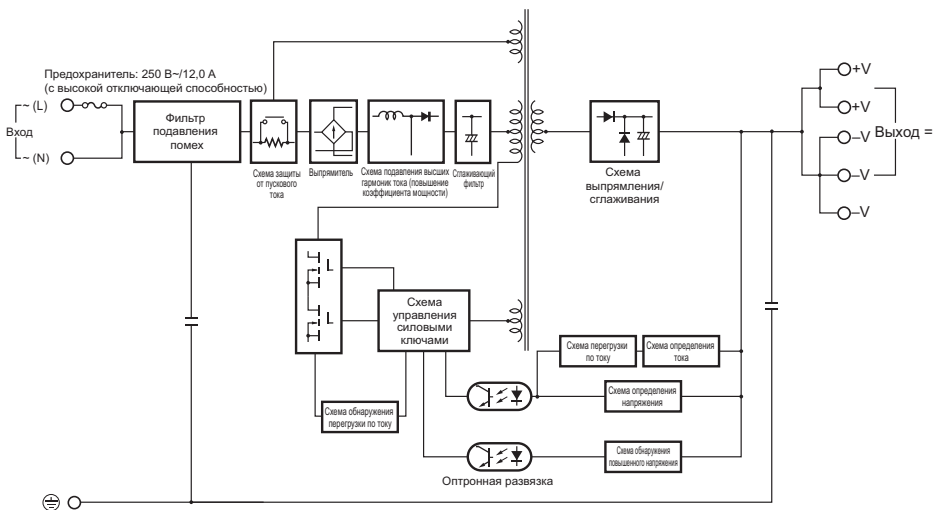 Предохранитель: 250 В~/12,0 А
(с высокой отключающей способностью)
~ (L)
Вход
~ (N)
Фильтр
подавления
помех
Схема защиты
от пускового
тока
Выпрямитель
Схема подавления высших
гармоник тока (повышение
коэффициента мощности)
Сглаживающий
фильтр
Схема
выпрямления/
сглаживания
+V
+V
–V
–V
–V
Выход =
Схема
управления
силовыми
ключами
Схема перегрузки
по току
Схема определения
тока
Схема определения
напряжения
Схема обнаружения
перегрузки по току
Схема обнаружения
повышенного напряжения
Оптронная развязка